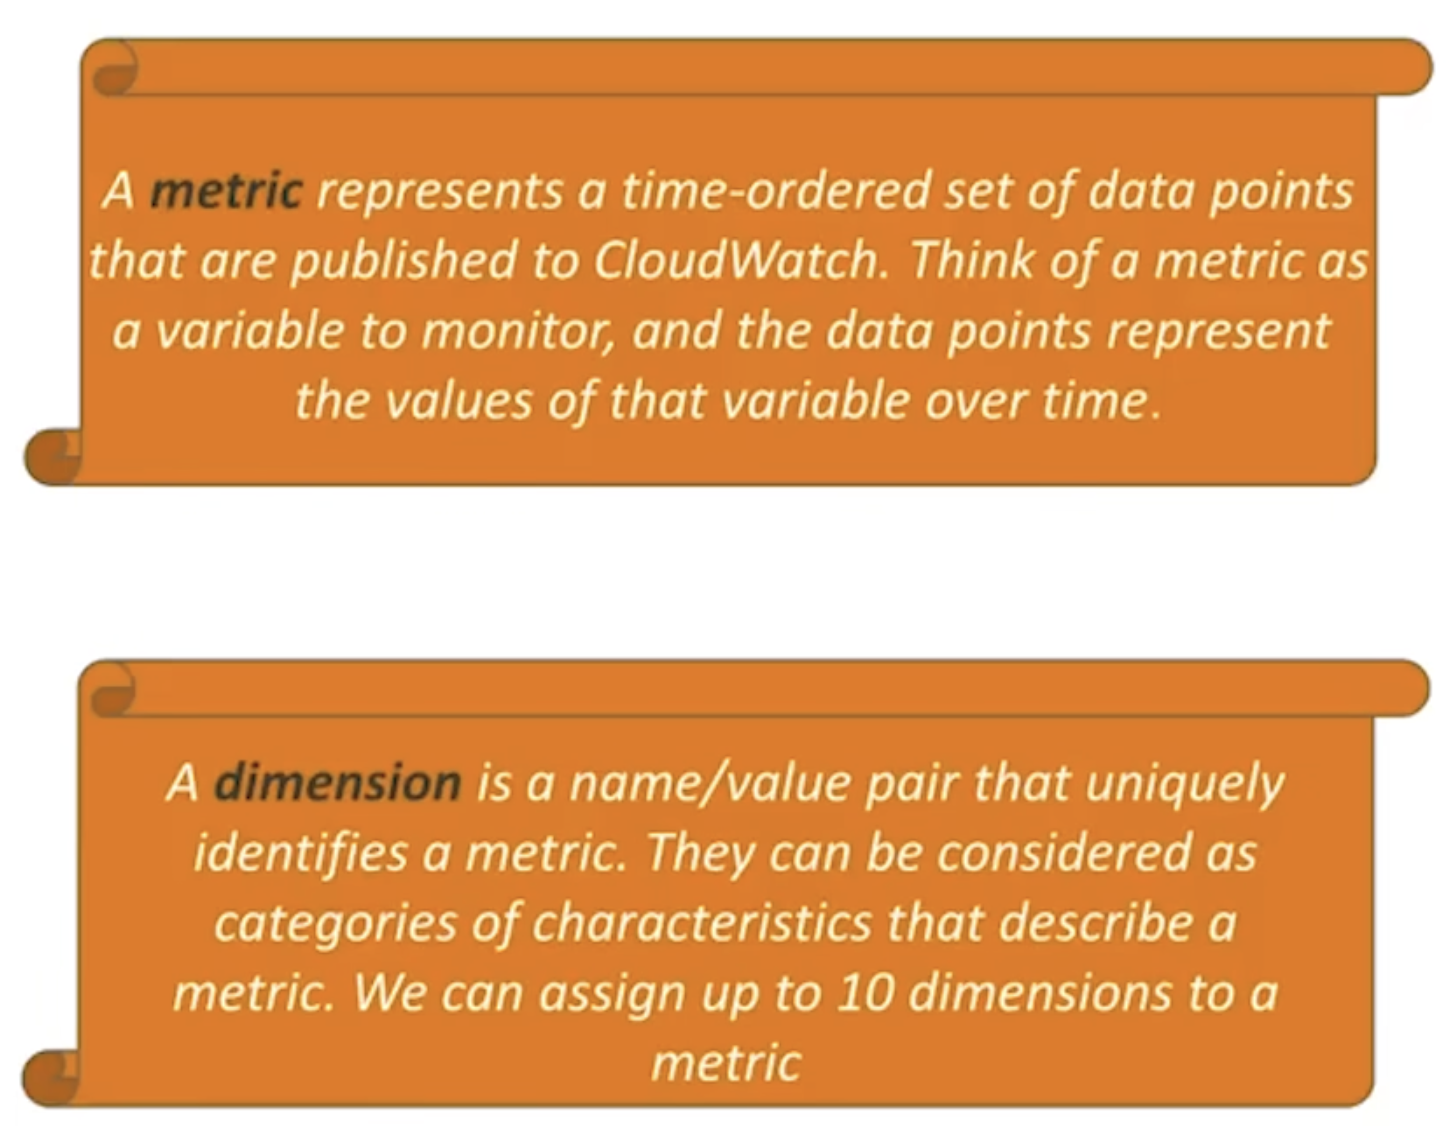 A metric represents a time-ordered set of data points
that are published to CloudWatch. Think of a metric as
a variable to monitor, and the data points represent
the values of that variable over time.
A dimension is a name/value pair that uniquely
identifies a metric. They can be considered as
categories of characteristics that describe a
metric. We can assign up to 10 dimensions to a
metric